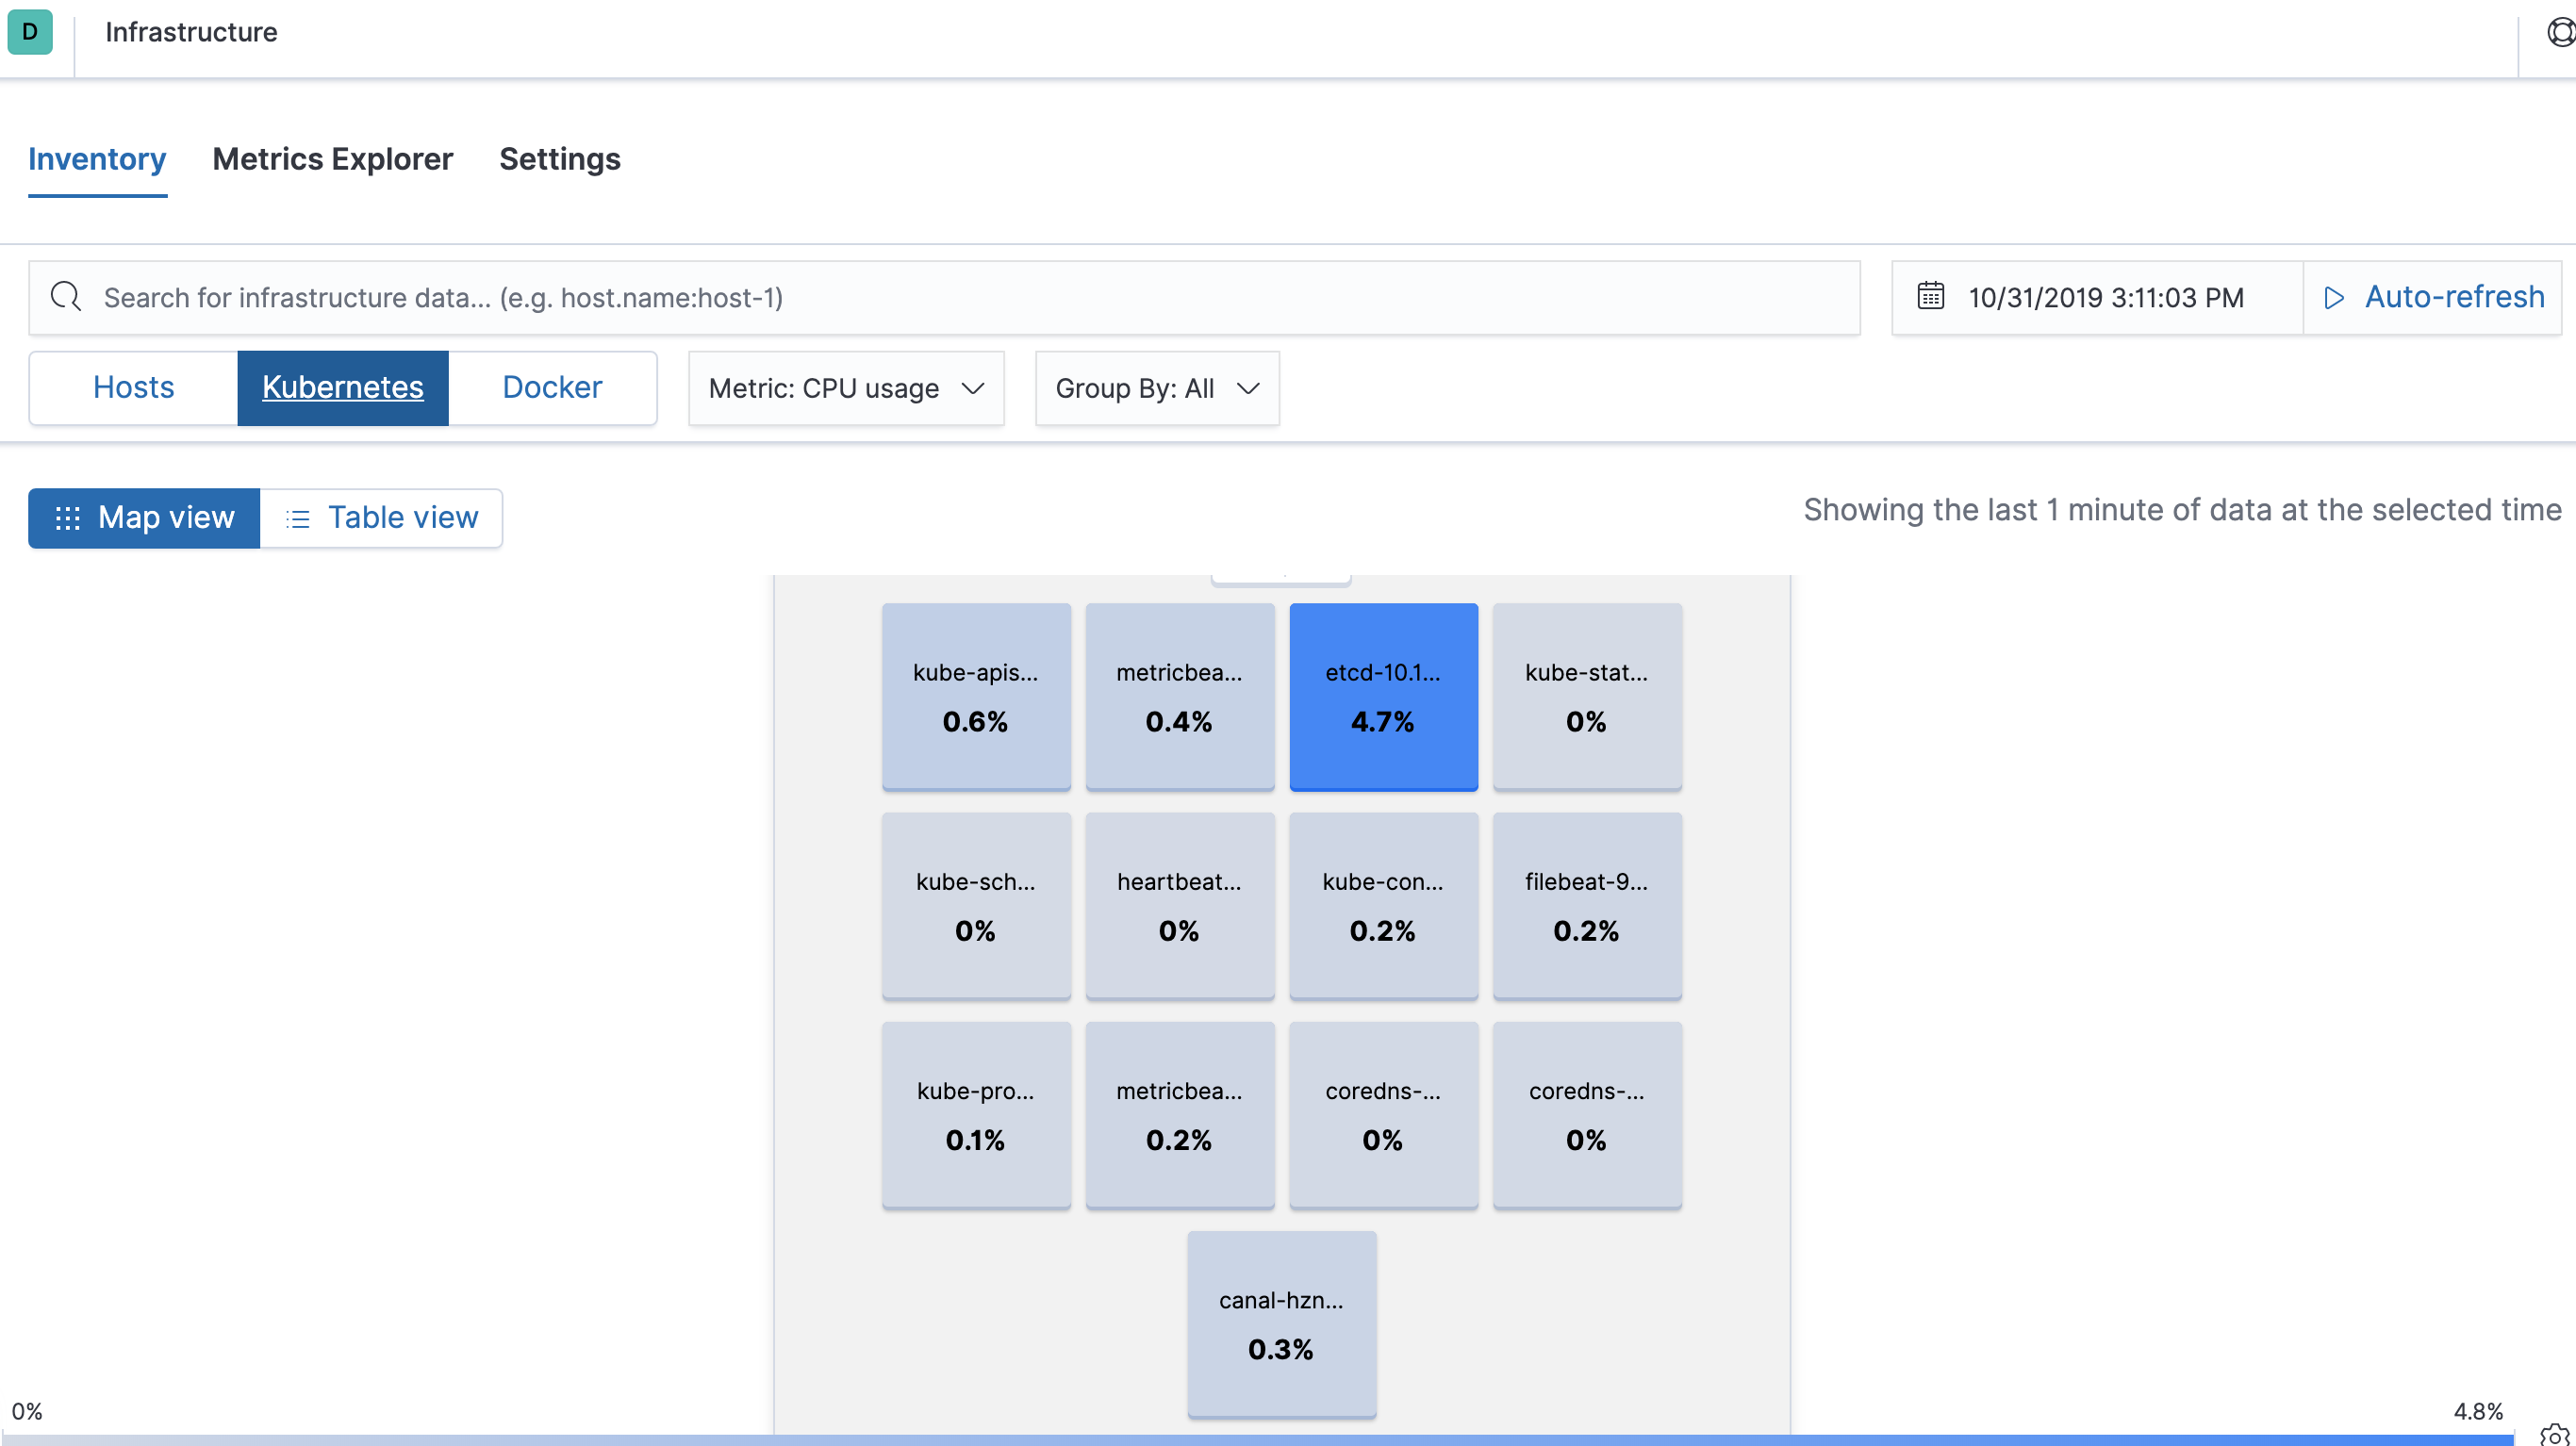 D
Infrastructure
Inventory Metrics Explorer Settings
Search for infrastructure data... (e.g. host.name:host-1)
10/31/2019 3:11:03 PM
Auto-refresh
Hosts Kubernetes Docker
Metric: CPU usage
Group By: All
Map view Table view
Showing the last 1 minute of data at the selected time
kube-apis... metricbea... etcd-10.1... kube-stat...
0.6% 0.4% 4.7% 0%
kube-sch... heartbeat... kube-con... filebeat-9...
0% 0% 0.2% 0.2%
kube-pro... metricbea... coredns-... coredns-...
0.1% 0.2% 0% 0%
canal-hzn...
0.3%
0% 4.8%